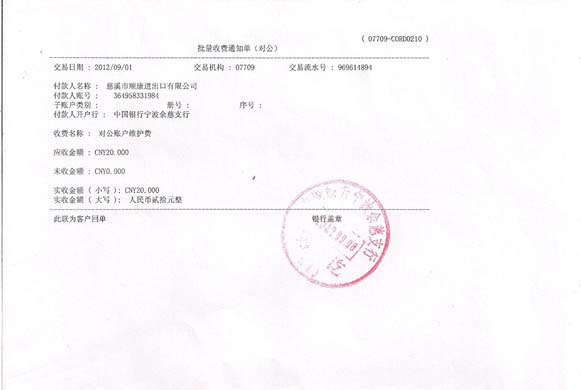 ( 07709-CORD0210 )
批量收费通知单(对公)
交易日期 : 2012/09/01 交易机构 : 07709 交易流水号 : 969614894
付款人名称 : 慈溪市顺康进出口有限公司
付款人账号 : 364958331984
子账户类别 : 册号 : 序号 :
付款人开户行 : 中国银行宁波余慈支行
收费名称 : 对公账户维护费
应收金额 : CNY20.000
未收金额 : CNY0.000
实收金额 ( 小写 ): CNY20.000
实收金额 ( 大写 ): 人民币贰拾元整
此联为客户回单 银行盖章
宁波余慈支行